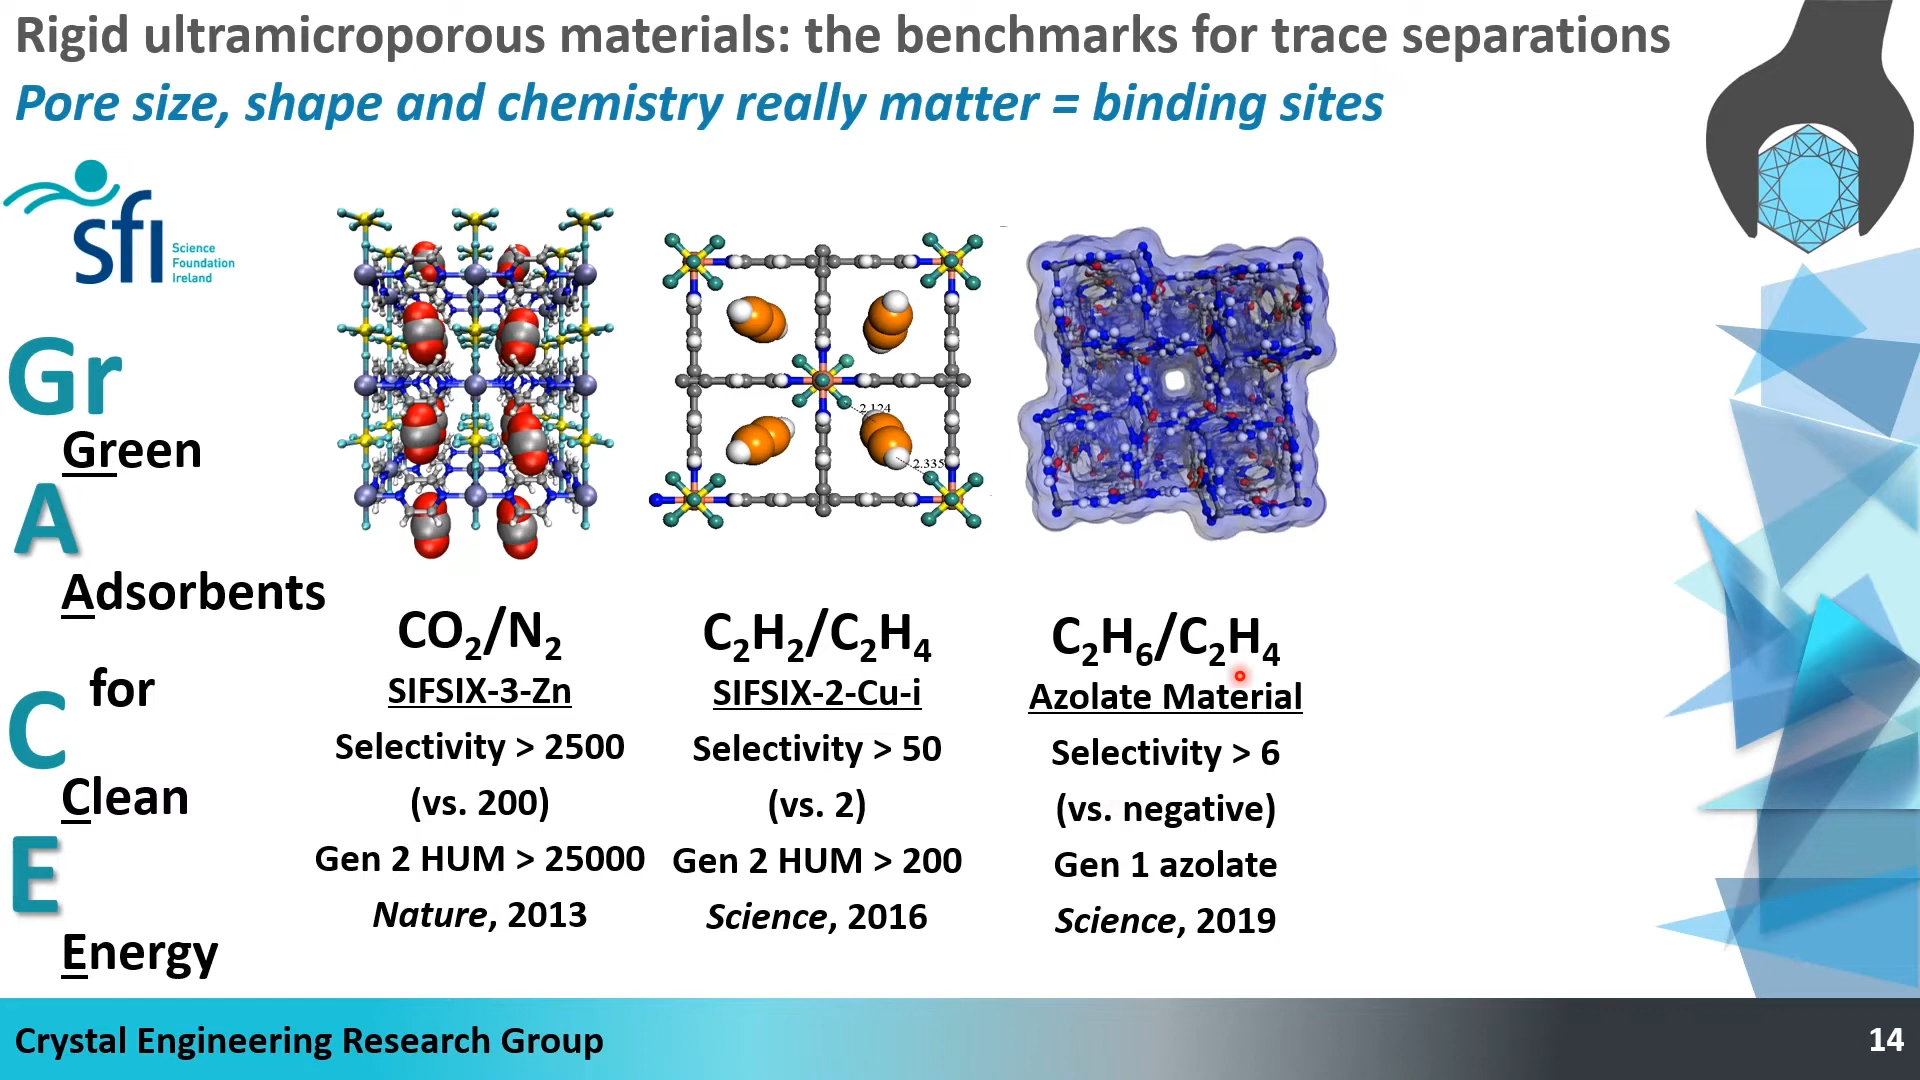 Rigid ultramicroporous materials: the benchmarks for trace separations
Pore size, shape and chemistry really matter = binding sites
sfi
Science
Foundation
Ireland
Gr
Green
A
Adsorbents
for
C
Clean
E
Energy
CO₂/N₂
SIFSIX-3-Zn
Selectivity > 2500
(vs. 200)
Gen 2 HUM > 25000
Nature, 2013
2.124
2.335
C₂H₂/C₂H₄
SIFSIX-2-Cu-i
Selectivity > 50
(vs. 2)
Gen 2 HUM > 200
Science, 2016
C₂H₆/C₂H₄
Azolate Material
Selectivity > 6
(vs. negative)
Gen 1 azolate
Science, 2019
Crystal Engineering Research Group
14